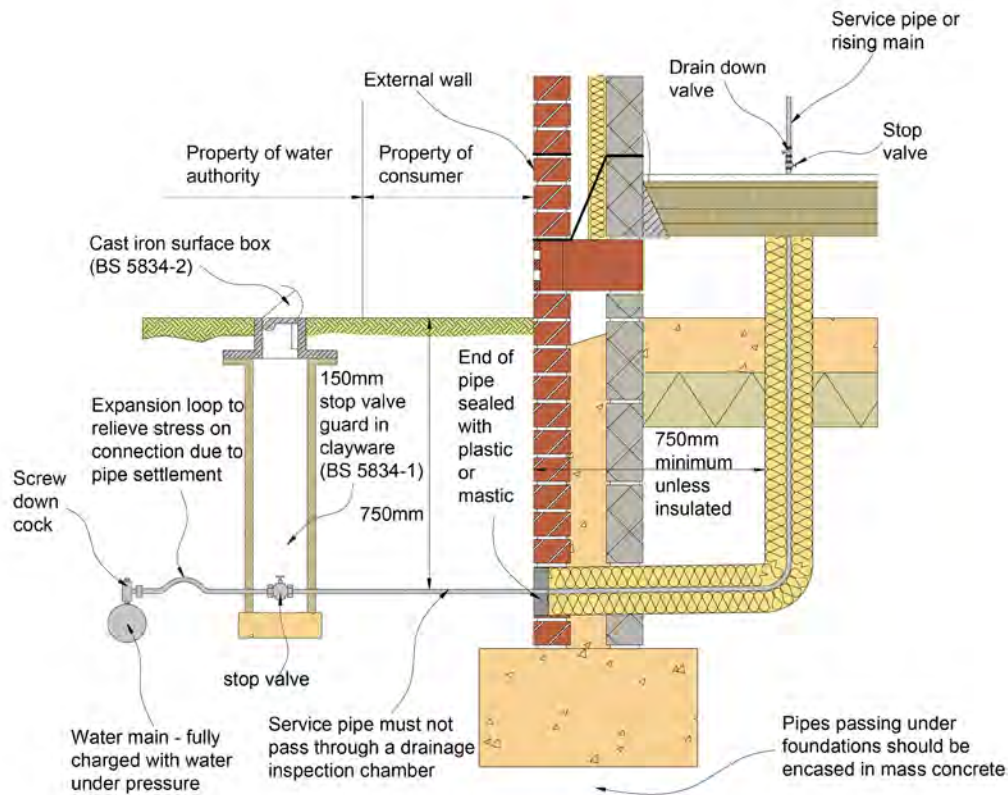 Service pipe or
rising main
Drain down
valve
Stop
valve
External wall
Property of water
authority
Property of
consumer
Cast iron surface box
(BS 5834-2)
Expansion loop to
relieve stress on
connection due to
pipe settlement
150mm
stop valve
guard in
clayware
(BS 5834-1)
750mm
End of
pipe
sealed
with
plastic
or
mastic
750mm
minimum
unless
insulated
Screw
down
cock
stop valve
Water main - fully
charged with water
under pressure
Service pipe must not
pass through a drainage
inspection chamber
Pipes passing under
foundations should be
encased in mass concrete